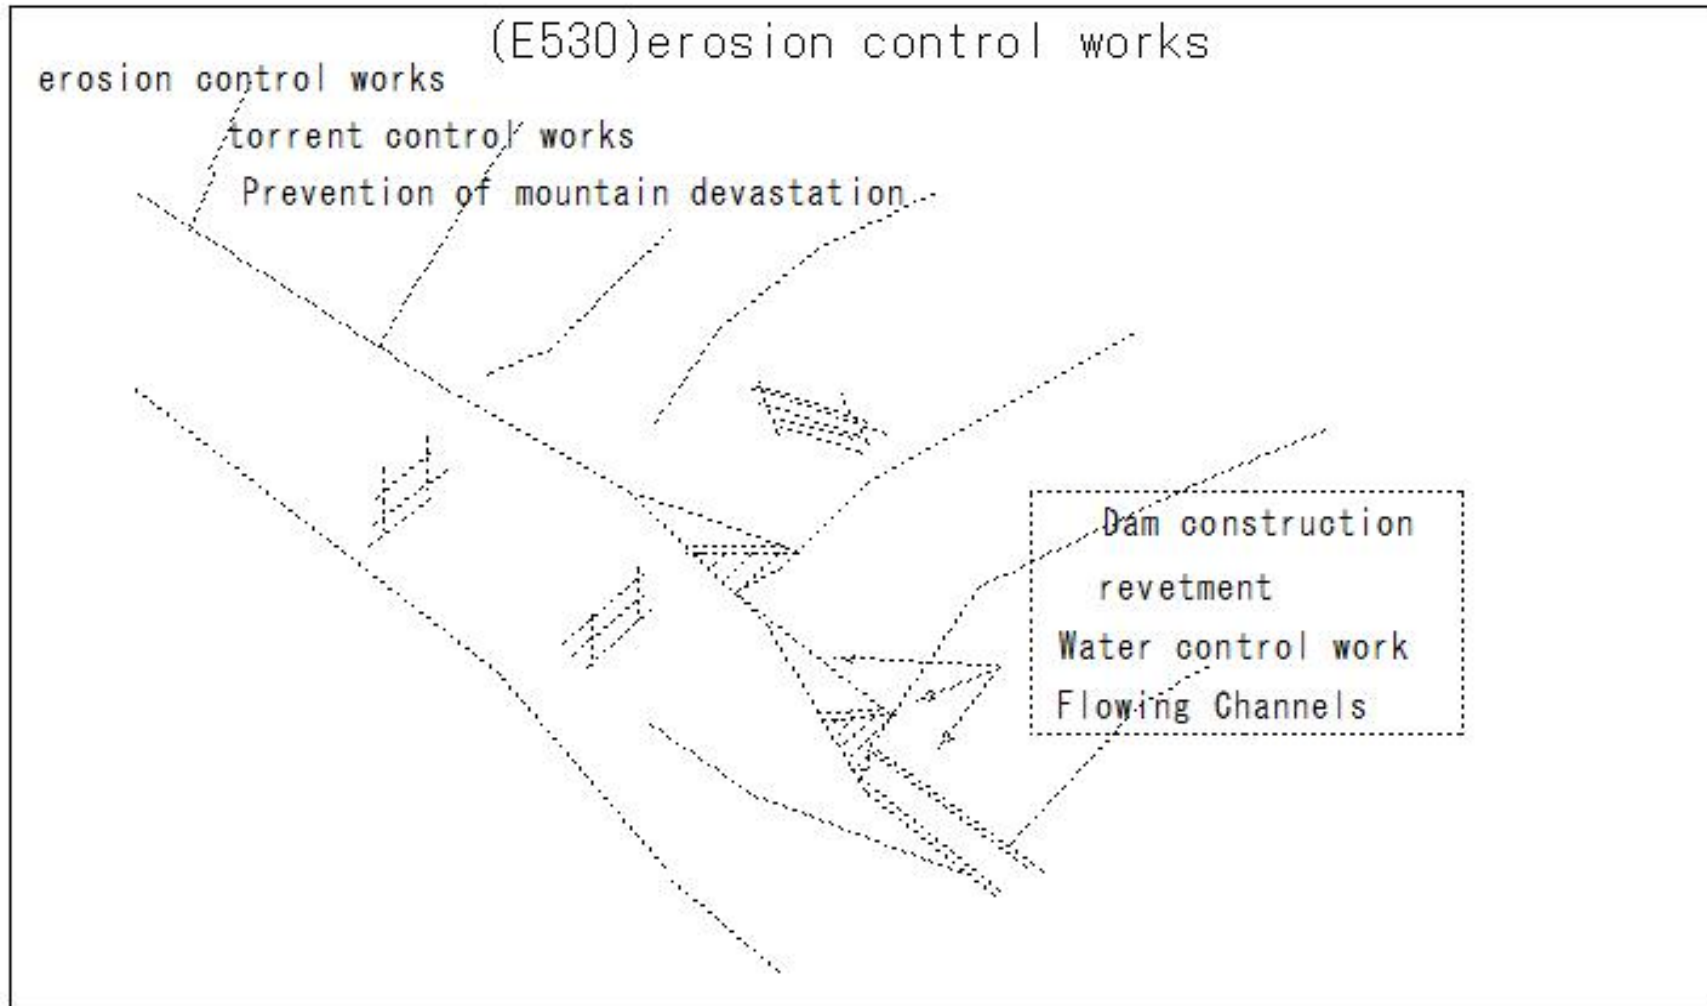 (E530)erosion control works
erosion control works
torrent control works
Prevention of mountain devastation
Dam construction
revetment
Water control work
Flowing Channels